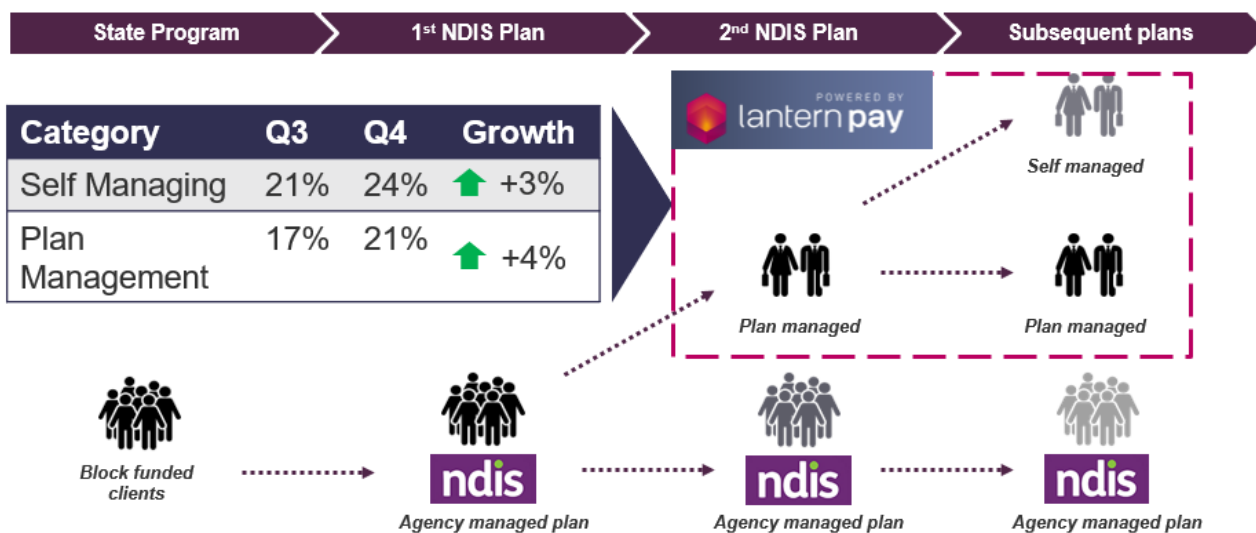 State Program
1st NDIS Plan
2nd NDIS Plan
Subsequent plans
POWERED BY
lantern pay
Category Q3 Q4 Growth
Self Managing 21% 24% +3%
Plan
Management
17% 21% +4%
Self managed
Plan managed
Plan managed
Block funded
clients
ndis
Agency managed plan
ndis
Agency managed plan
ndis
Agency managed plan